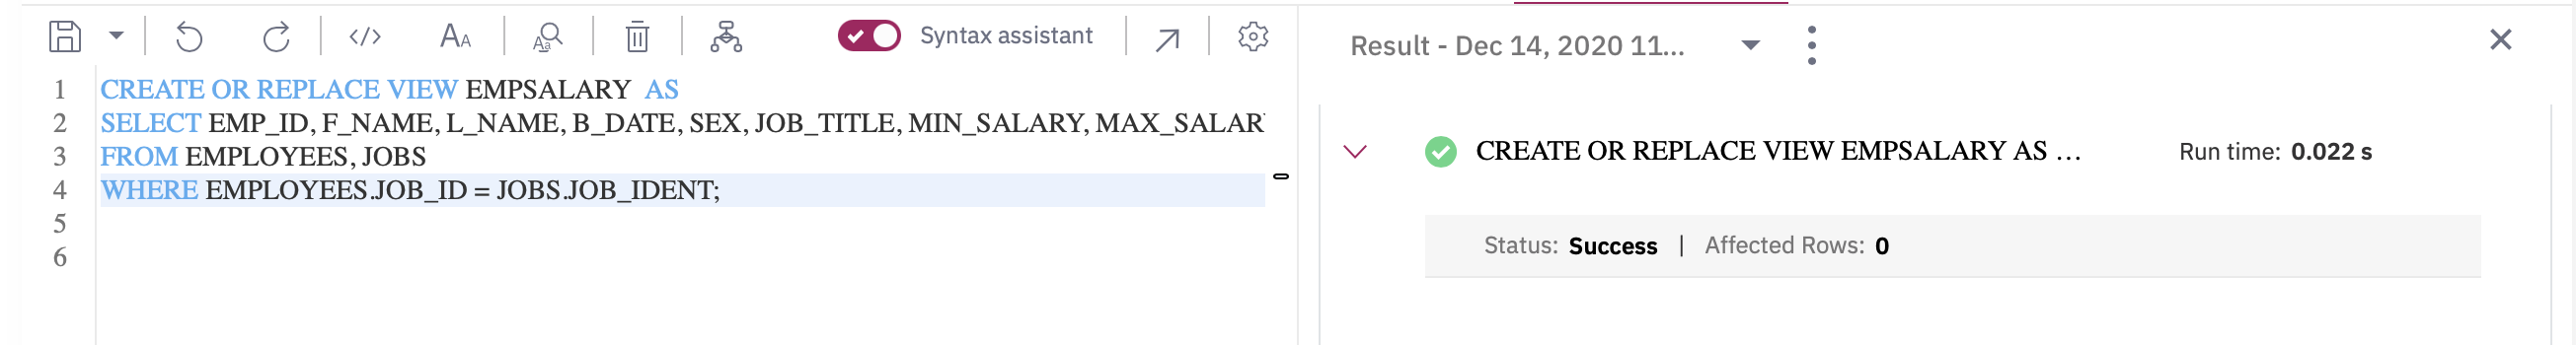 </> AA Aa Syntax assistant
Result - Dec 14, 2020 11...
1 CREATE OR REPLACE VIEW EMPSALARY AS
2 SELECT EMP_ID, F_NAME, L_NAME, B_DATE, SEX, JOB_TITLE, MIN_SALARY, MAX_SALAR
3 FROM EMPLOYEES, JOBS
4 WHERE EMPLOYEES.JOB_ID = JOBS.JOB_IDENT;
5
6
CREATE OR REPLACE VIEW EMPSALARY AS ... Run time: 0.022 s
Status: Success | Affected Rows: 0